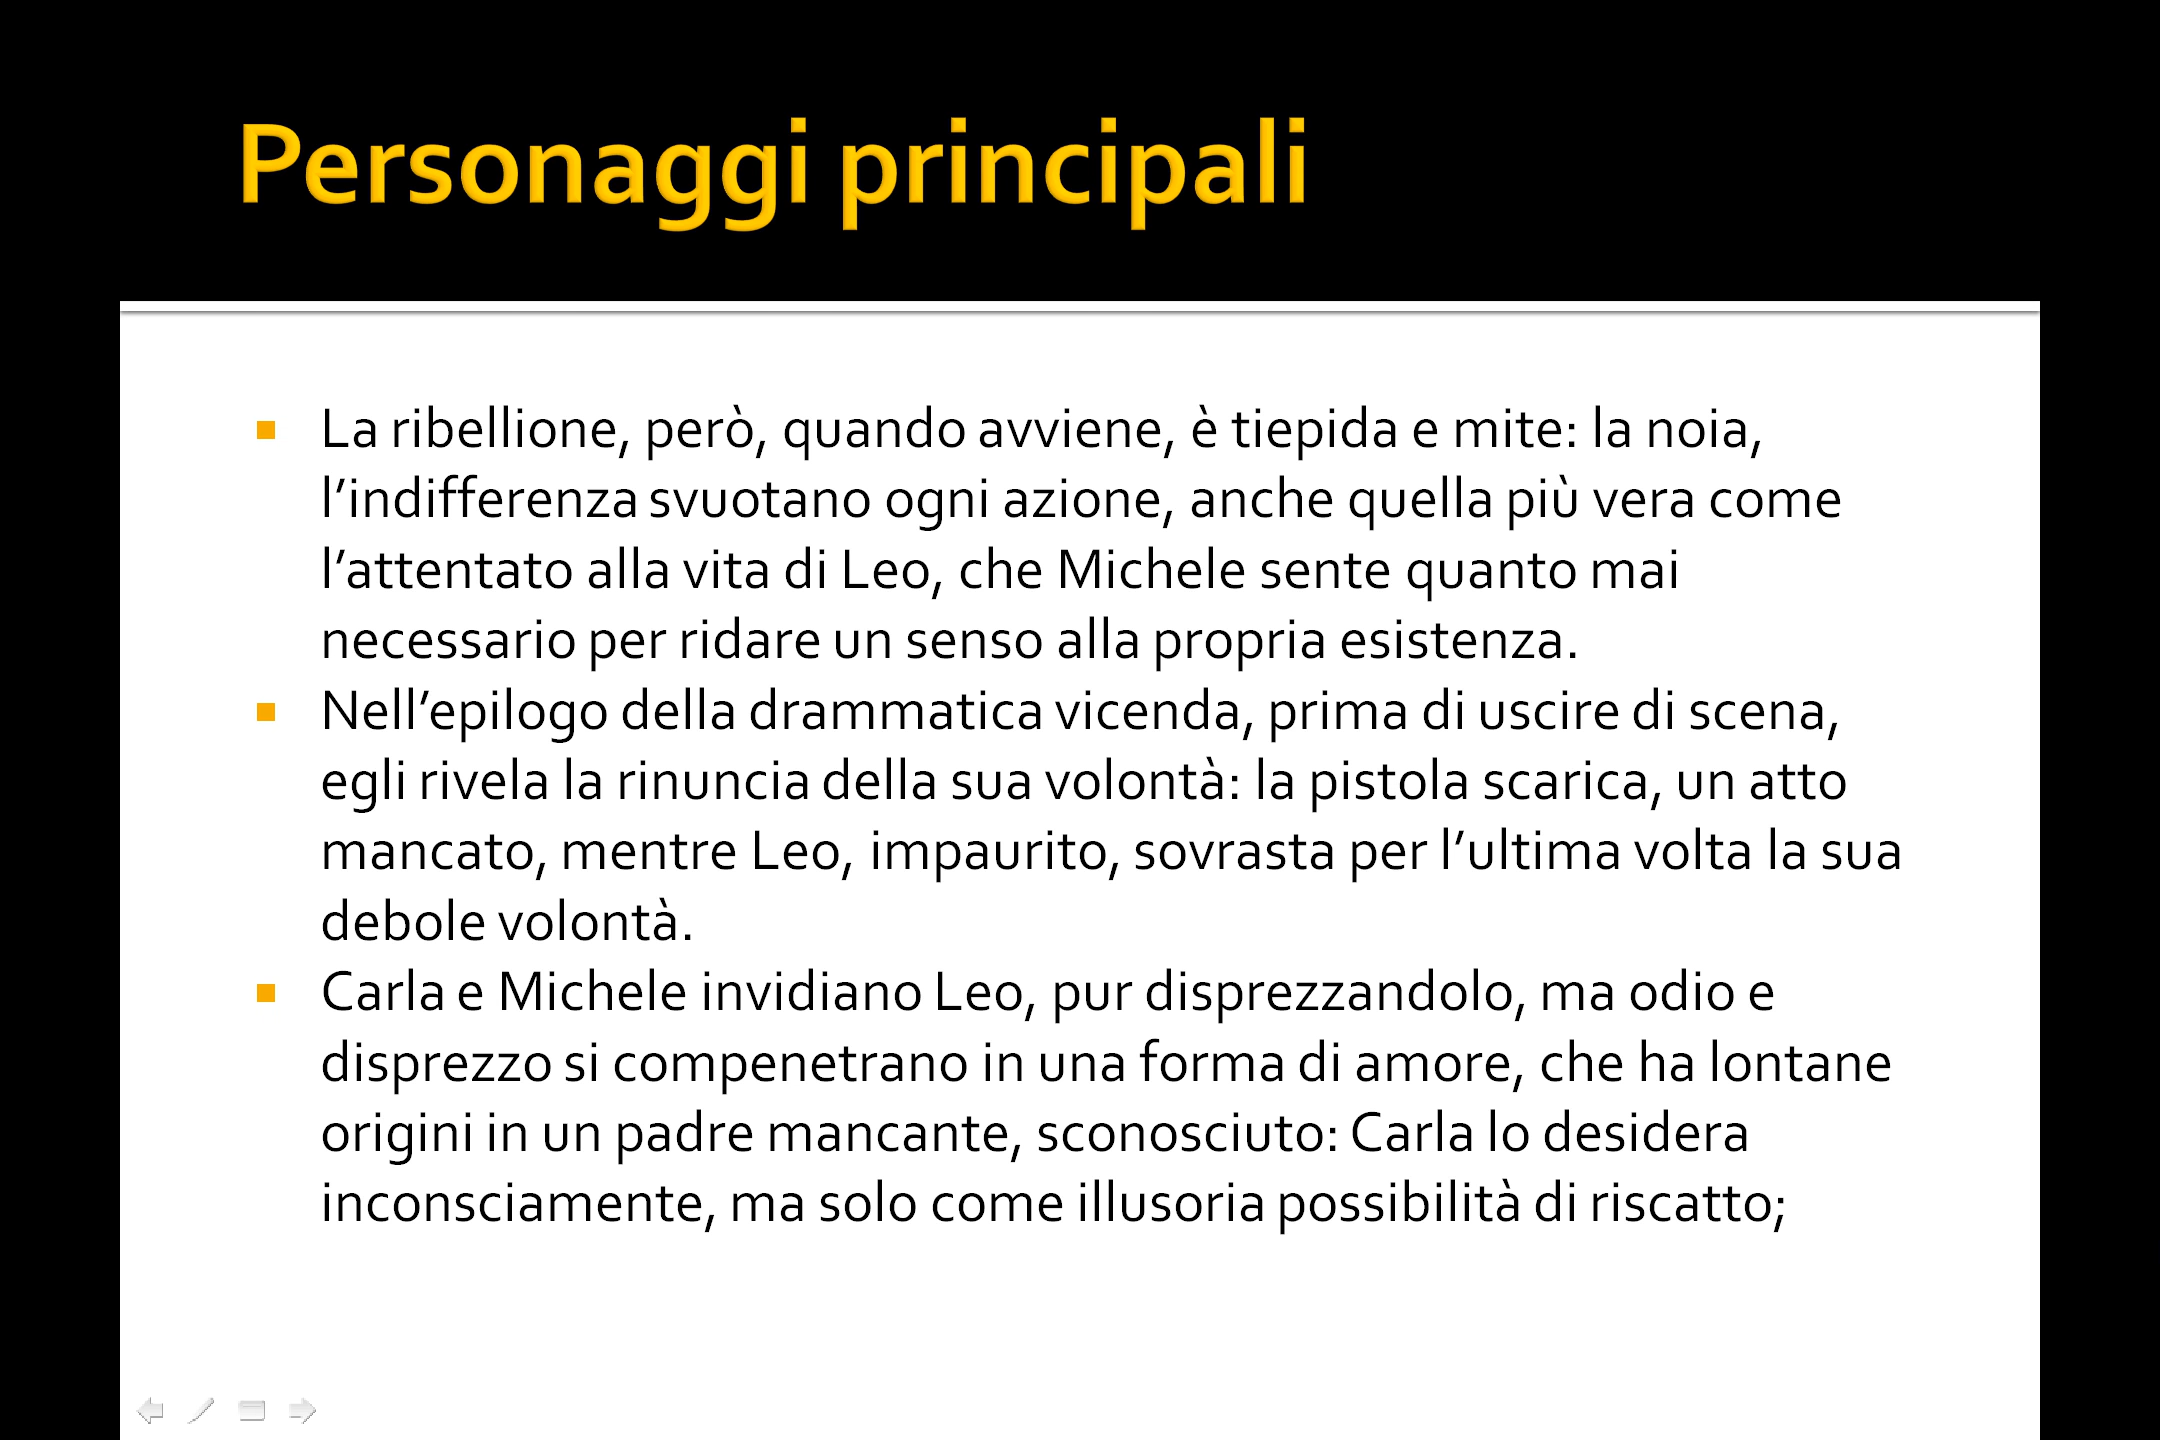 Personaggi principali
La ribellione, però, quando avviene, è tiepida e mite: la noia,
l’indifferenza svuotano ogni azione, anche quella più vera come
l’attentato alla vita di Leo, che Michele sente quanto mai
necessario per ridare un senso alla propria esistenza.
Nell’epilogo della drammatica vicenda, prima di uscire di scena,
egli rivela la rinuncia della sua volontà: la pistola scarica, un atto
mancato, mentre Leo, impaurito, sovrasta per l’ultima volta la sua
debole volontà.
Carla e Michele invidiano Leo, pur disprezzandolo, ma odio e
disprezzo si compenetrano in una forma di amore, che ha lontane
origini in un padre mancante, sconosciuto: Carla lo desidera
inconsciamente, ma solo come illusoria possibilità di riscatto;